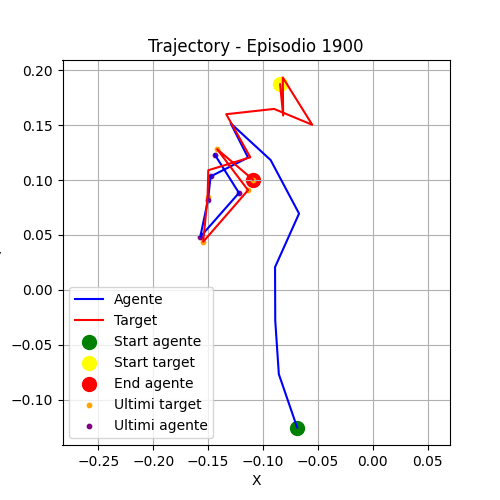 Trajectory - Episodio 1900
0.20
0.15
0.10
0.05
0.00
−0.05
−0.10
Agente
Target
Start agente
Start target
End agente
Ultimi target
Ultimi agente
−0.25 −0.20 −0.15 −0.10 −0.05 0.00 0.05
X